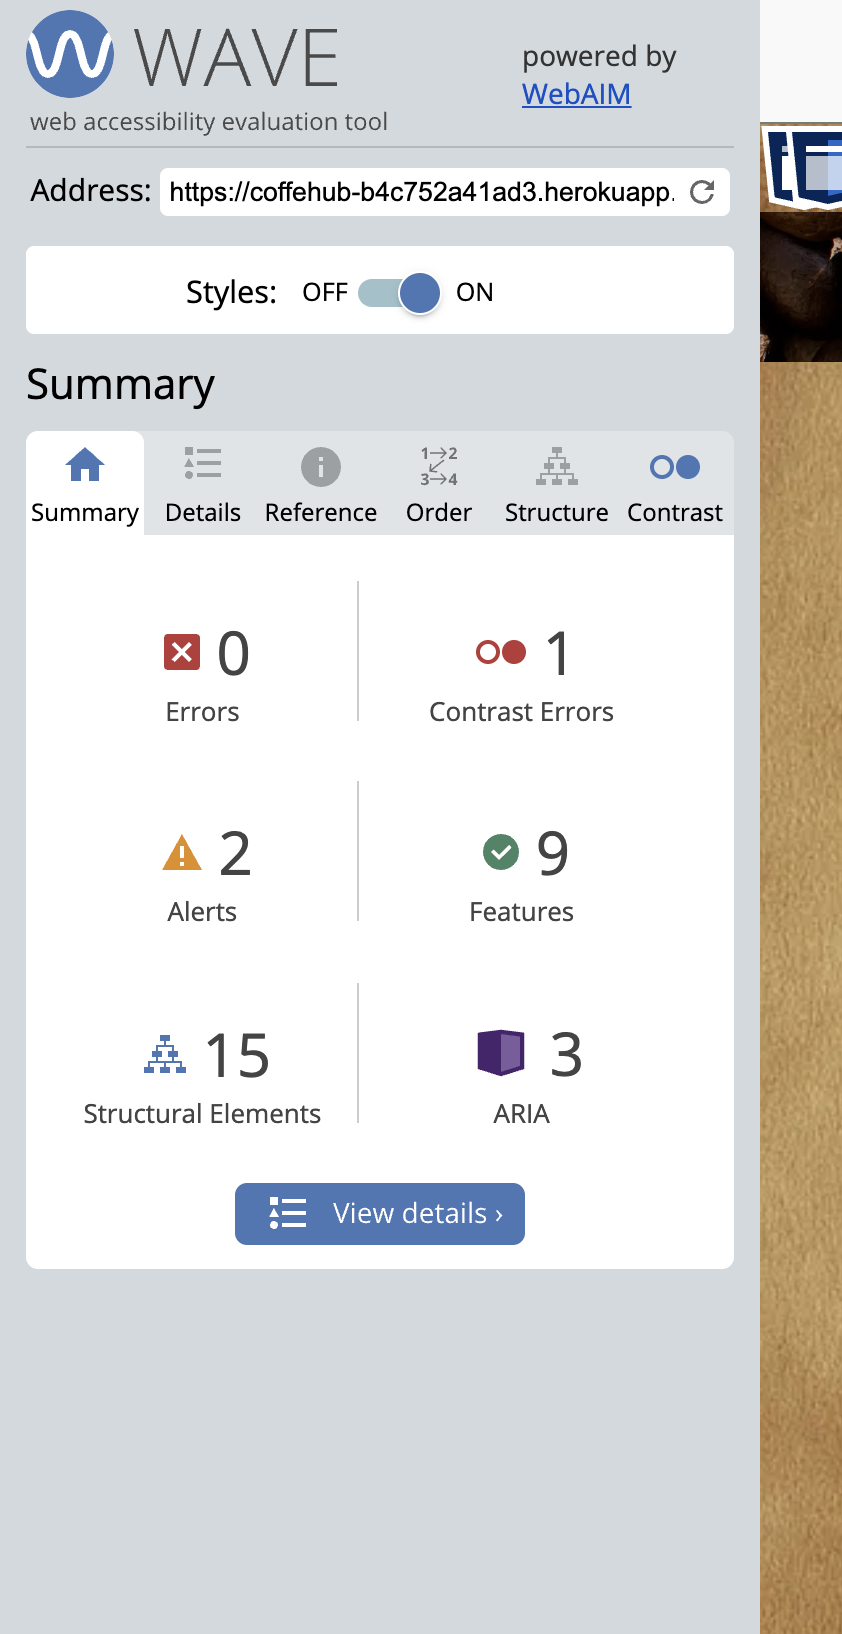 WAVE
powered by
WebAIM
web accessibility evaluation tool
Address: https://coffehub-b4c752a41ad3.herokuapp.
Styles: OFF ON
Summary
1 2
3 4
Summary Details Reference Order Structure Contrast
0 1
Errors Contrast Errors
2 9
Alerts Features
15 3
Structural Elements ARIA
View details ›